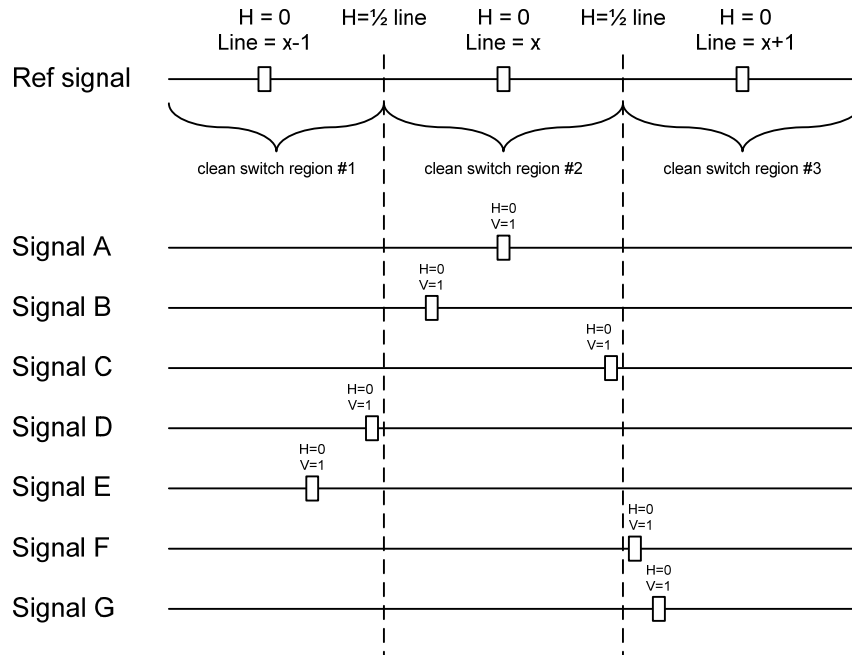 H = 0 H=½ line H = 0 H=½ line H = 0
Line = x-1 Line = x Line = x+1
Ref signal
clean switch region #1 clean switch region #2 clean switch region #3
H=0
V=1
Signal A
H=0
V=1
Signal B
H=0
V=1
Signal C
H=0
V=1
Signal D
H=0
V=1
Signal E
H=0
V=1
Signal F
H=0
V=1
Signal G